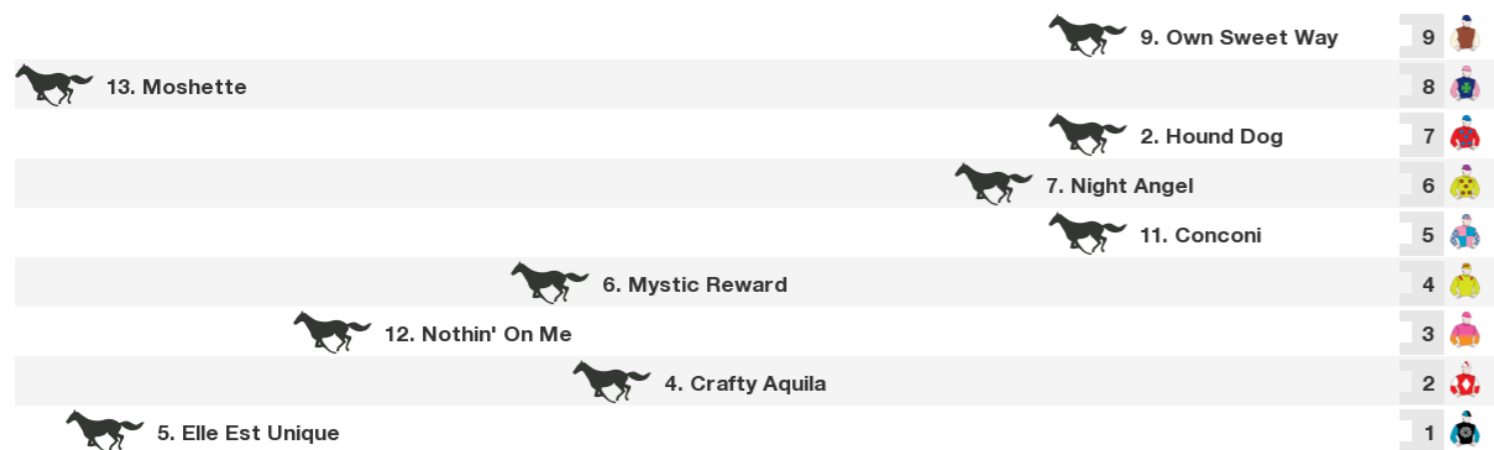 9. Own Sweet Way 9
13. Moshette 8
2. Hound Dog 7
7. Night Angel 6
11. Conconi 5
6. Mystic Reward 4
12. Nothin' On Me 3
4. Crafty Aquila 2
5. Elle Est Unique 1